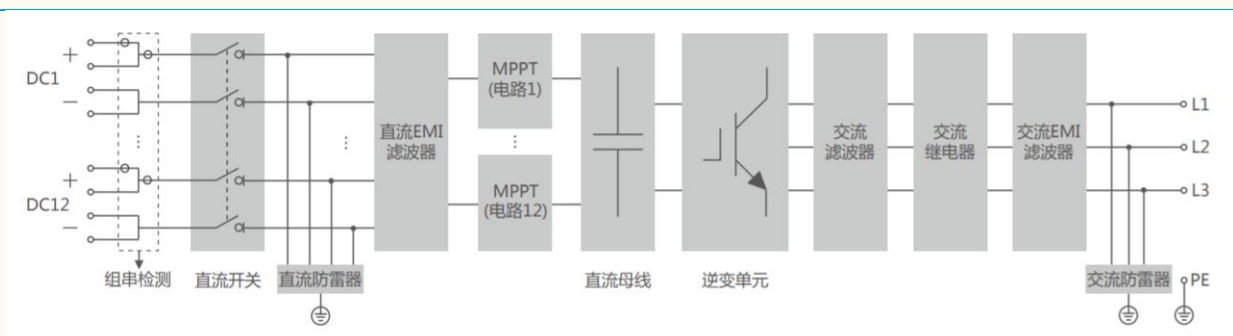 +
DC1
−
⋮
+
DC12
−
组串检测
直流开关
⋮
直流防雷器
直流EMI
滤波器
MPPT
(电路1)
⋮
MPPT
(电路12)
直流母线
逆变单元
交流
滤波器
交流
继电器
交流EMI
滤波器
L1
L2
L3
交流防雷器
PE